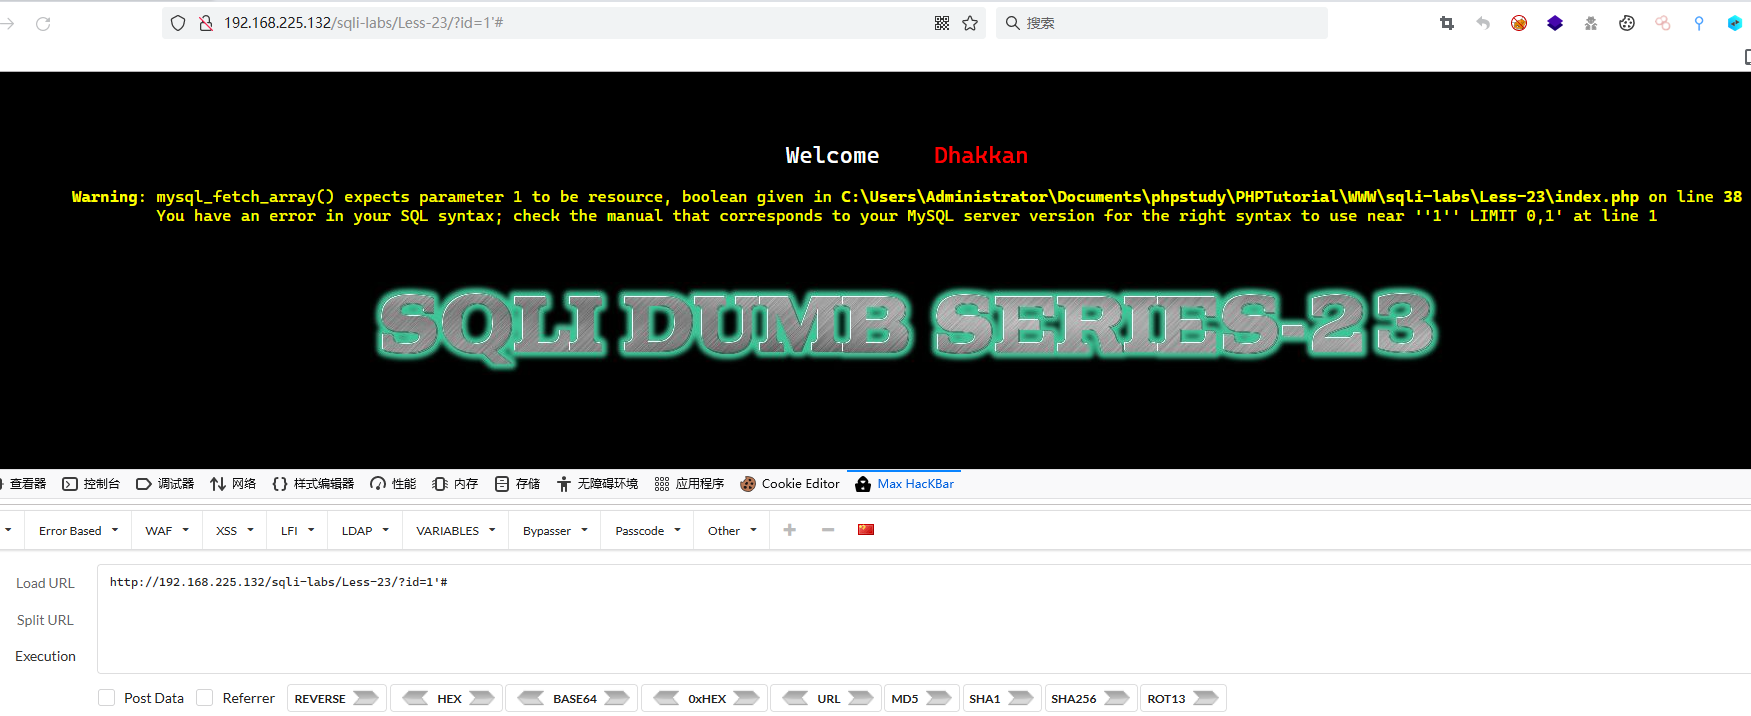 192.168.225.132/sqli-labs/Less-23/?id=1'#
搜索
Welcome Dhakkan
Warning: mysql_fetch_array() expects parameter 1 to be resource, boolean given in C:\Users\Administrator\Documents\phpstudy\PHPTutorial\WWW\sqli-labs\Less-23\index.php on line 38
You have an error in your SQL syntax; check the manual that corresponds to your MySQL server version for the right syntax to use near ''1'' LIMIT 0,1' at line 1
SQLI DUMB SERIES-23
查看器 控制台 调试器 网络 样式编辑器 性能 内存 存储 无障碍环境 应用程序 Cookie Editor Max HacKBar
Error Based WAF XSS LFI LDAP VARIABLES Bypasser Passcode Other
Load URL http://192.168.225.132/sqli-labs/Less-23/?id=1'#
Split URL
Execution
Post Data Referrer REVERSE HEX BASE64 0xHEX URL MD5 SHA1 SHA256 ROT13